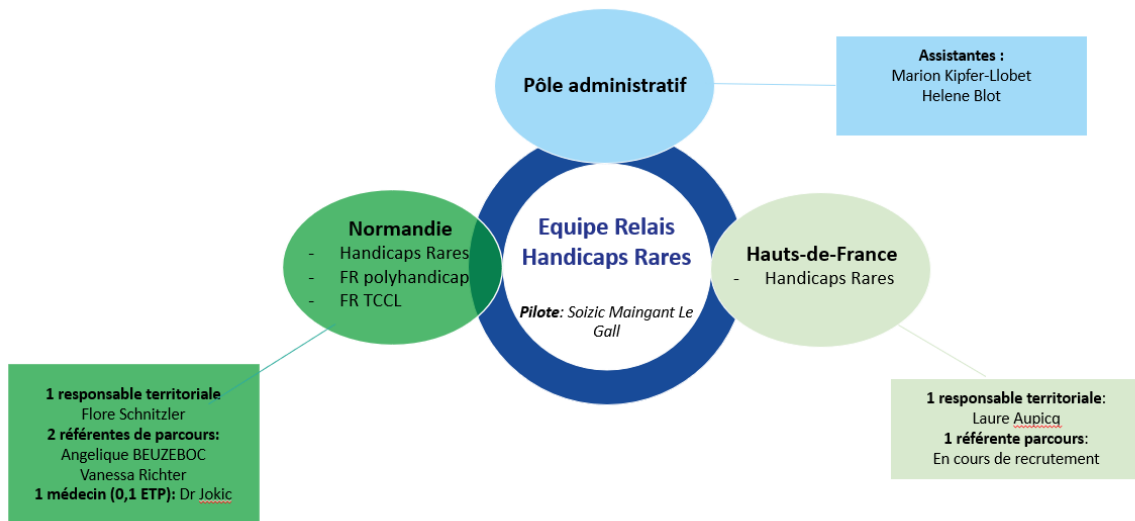 Pôle administratif
Assistantes :
Marion Kipfer-Llobet
Helene Blot
Equipe Relais
Handicaps Rares
Pilote: Soizic Maingant Le
Gall
Normandie
- Handicaps Rares
- FR polyhandicap
- FR TCCL
Hauts-de-France
- Handicaps Rares
1 responsable territoriale
Flore Schnitzler
2 référentes de parcours:
Angelique BEUZEBOC
Vanessa Richter
1 médecin (0,1 ETP): Dr Jokic
1 responsable territoriale:
Laure Aupicq
1 référente parcours:
En cours de recrutement